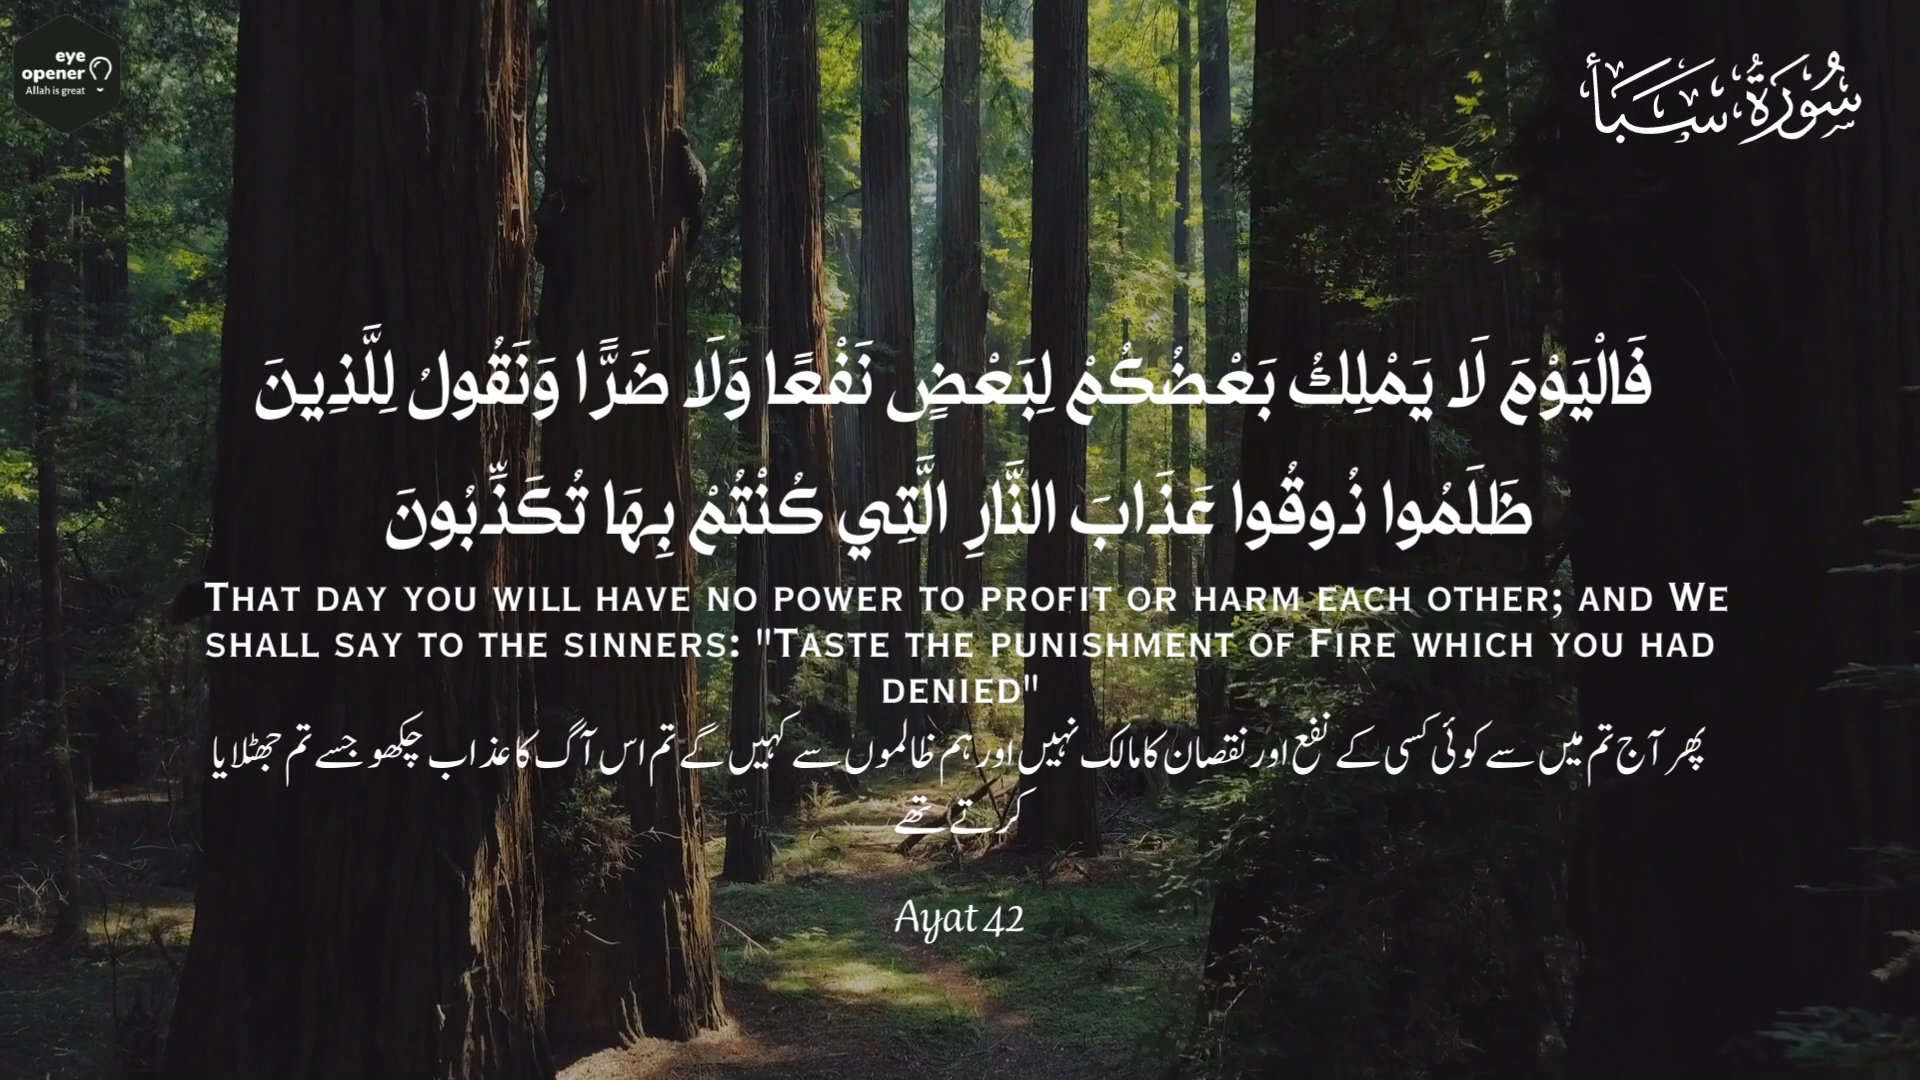 eye
opener
Allah is great
سُورَةُ سَبَأ
فَالْيَوْمَ لَا يَمْلِكُ بَعْضُكُمْ لِبَعْضٍ نَفْعًا وَلَا ضَرًّا وَنَقُولُ لِلَّذِينَ
ظَلَمُوا ذُوقُوا عَذَابَ النَّارِ الَّتِي كُنْتُمْ بِهَا تُكَذِّبُونَ
That day you will have no power to profit or harm each other; and We
shall say to the sinners: "Taste the punishment of Fire which you had
denied"
پھر آج تم میں سے کوئی کسی کے نفع اور نقصان کا مالک نہیں اور ہم ظالموں سے کہیں گے تم اس آگ کا عذاب چکھو جسے تم جھٹلایا
کرتے تھے
Ayat 42